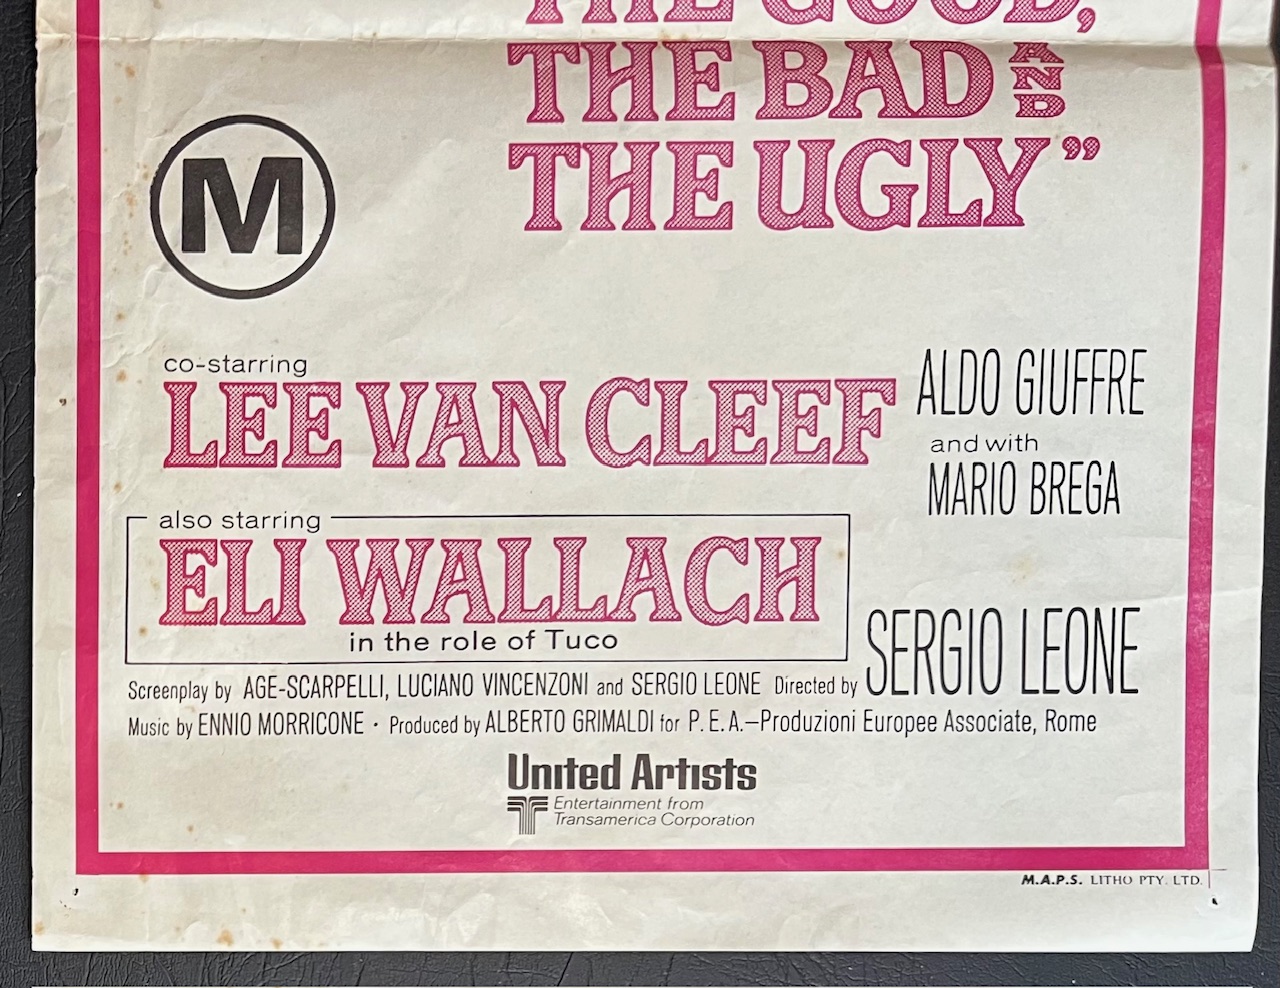 THE GOOD,
THE BAD AND
THE UGLY”
M
co-starring
LEE VAN CLEEF
ALDO GIUFFRE
and with
MARIO BREGA
also starring
ELI WALLACH
in the role of Tuco
Screenplay by AGE-SCARPELLI, LUCIANO VINCENZONI and SERGIO LEONE Directed by SERGIO LEONE
Music by ENNIO MORRICONE · Produced by ALBERTO GRIMALDI for P.E.A.–Produzioni Europee Associate, Rome
United Artists
Entertainment from
Transamerica Corporation
M.A.P.S. LITHO PTY. LTD.